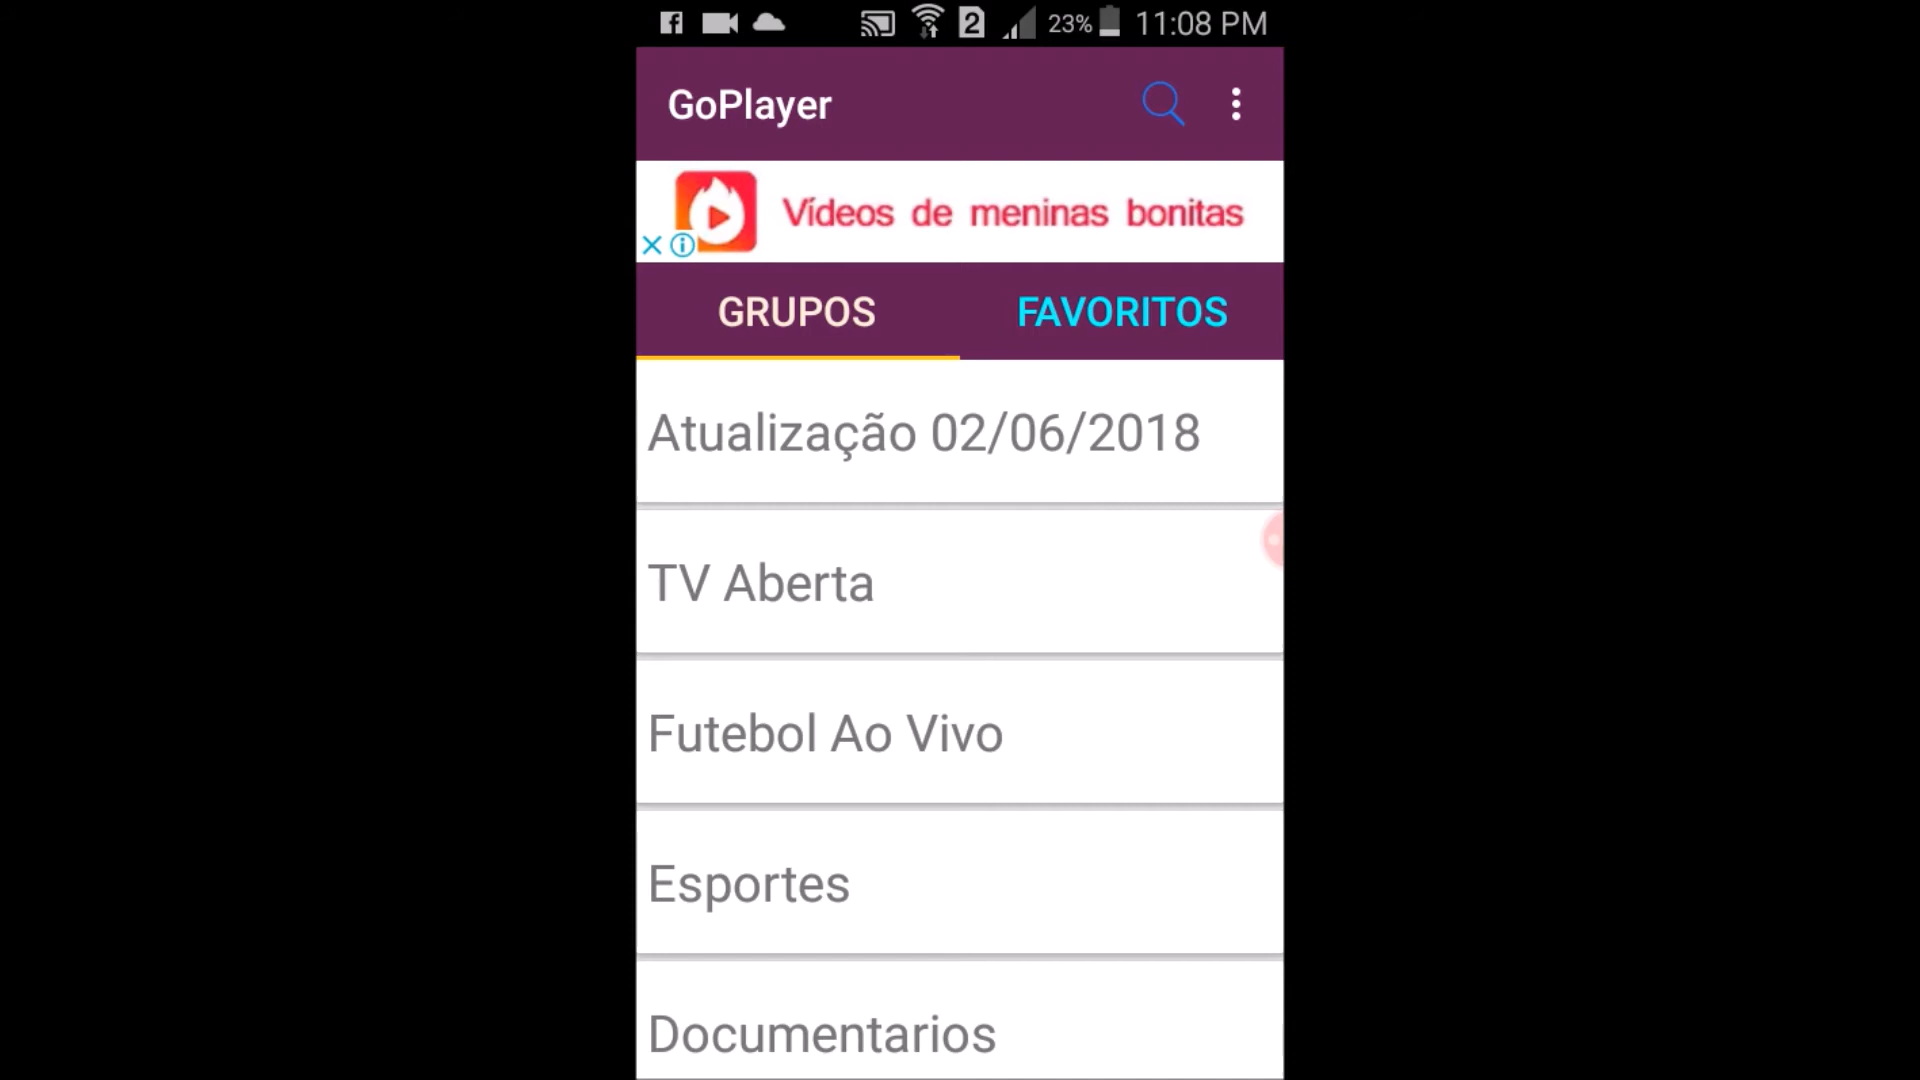 2 23% 11:08 PM
GoPlayer
Vídeos de meninas bonitas
GRUPOS FAVORITOS
Atualização 02/06/2018
TV Aberta
Futebol Ao Vivo
Esportes
Documentarios